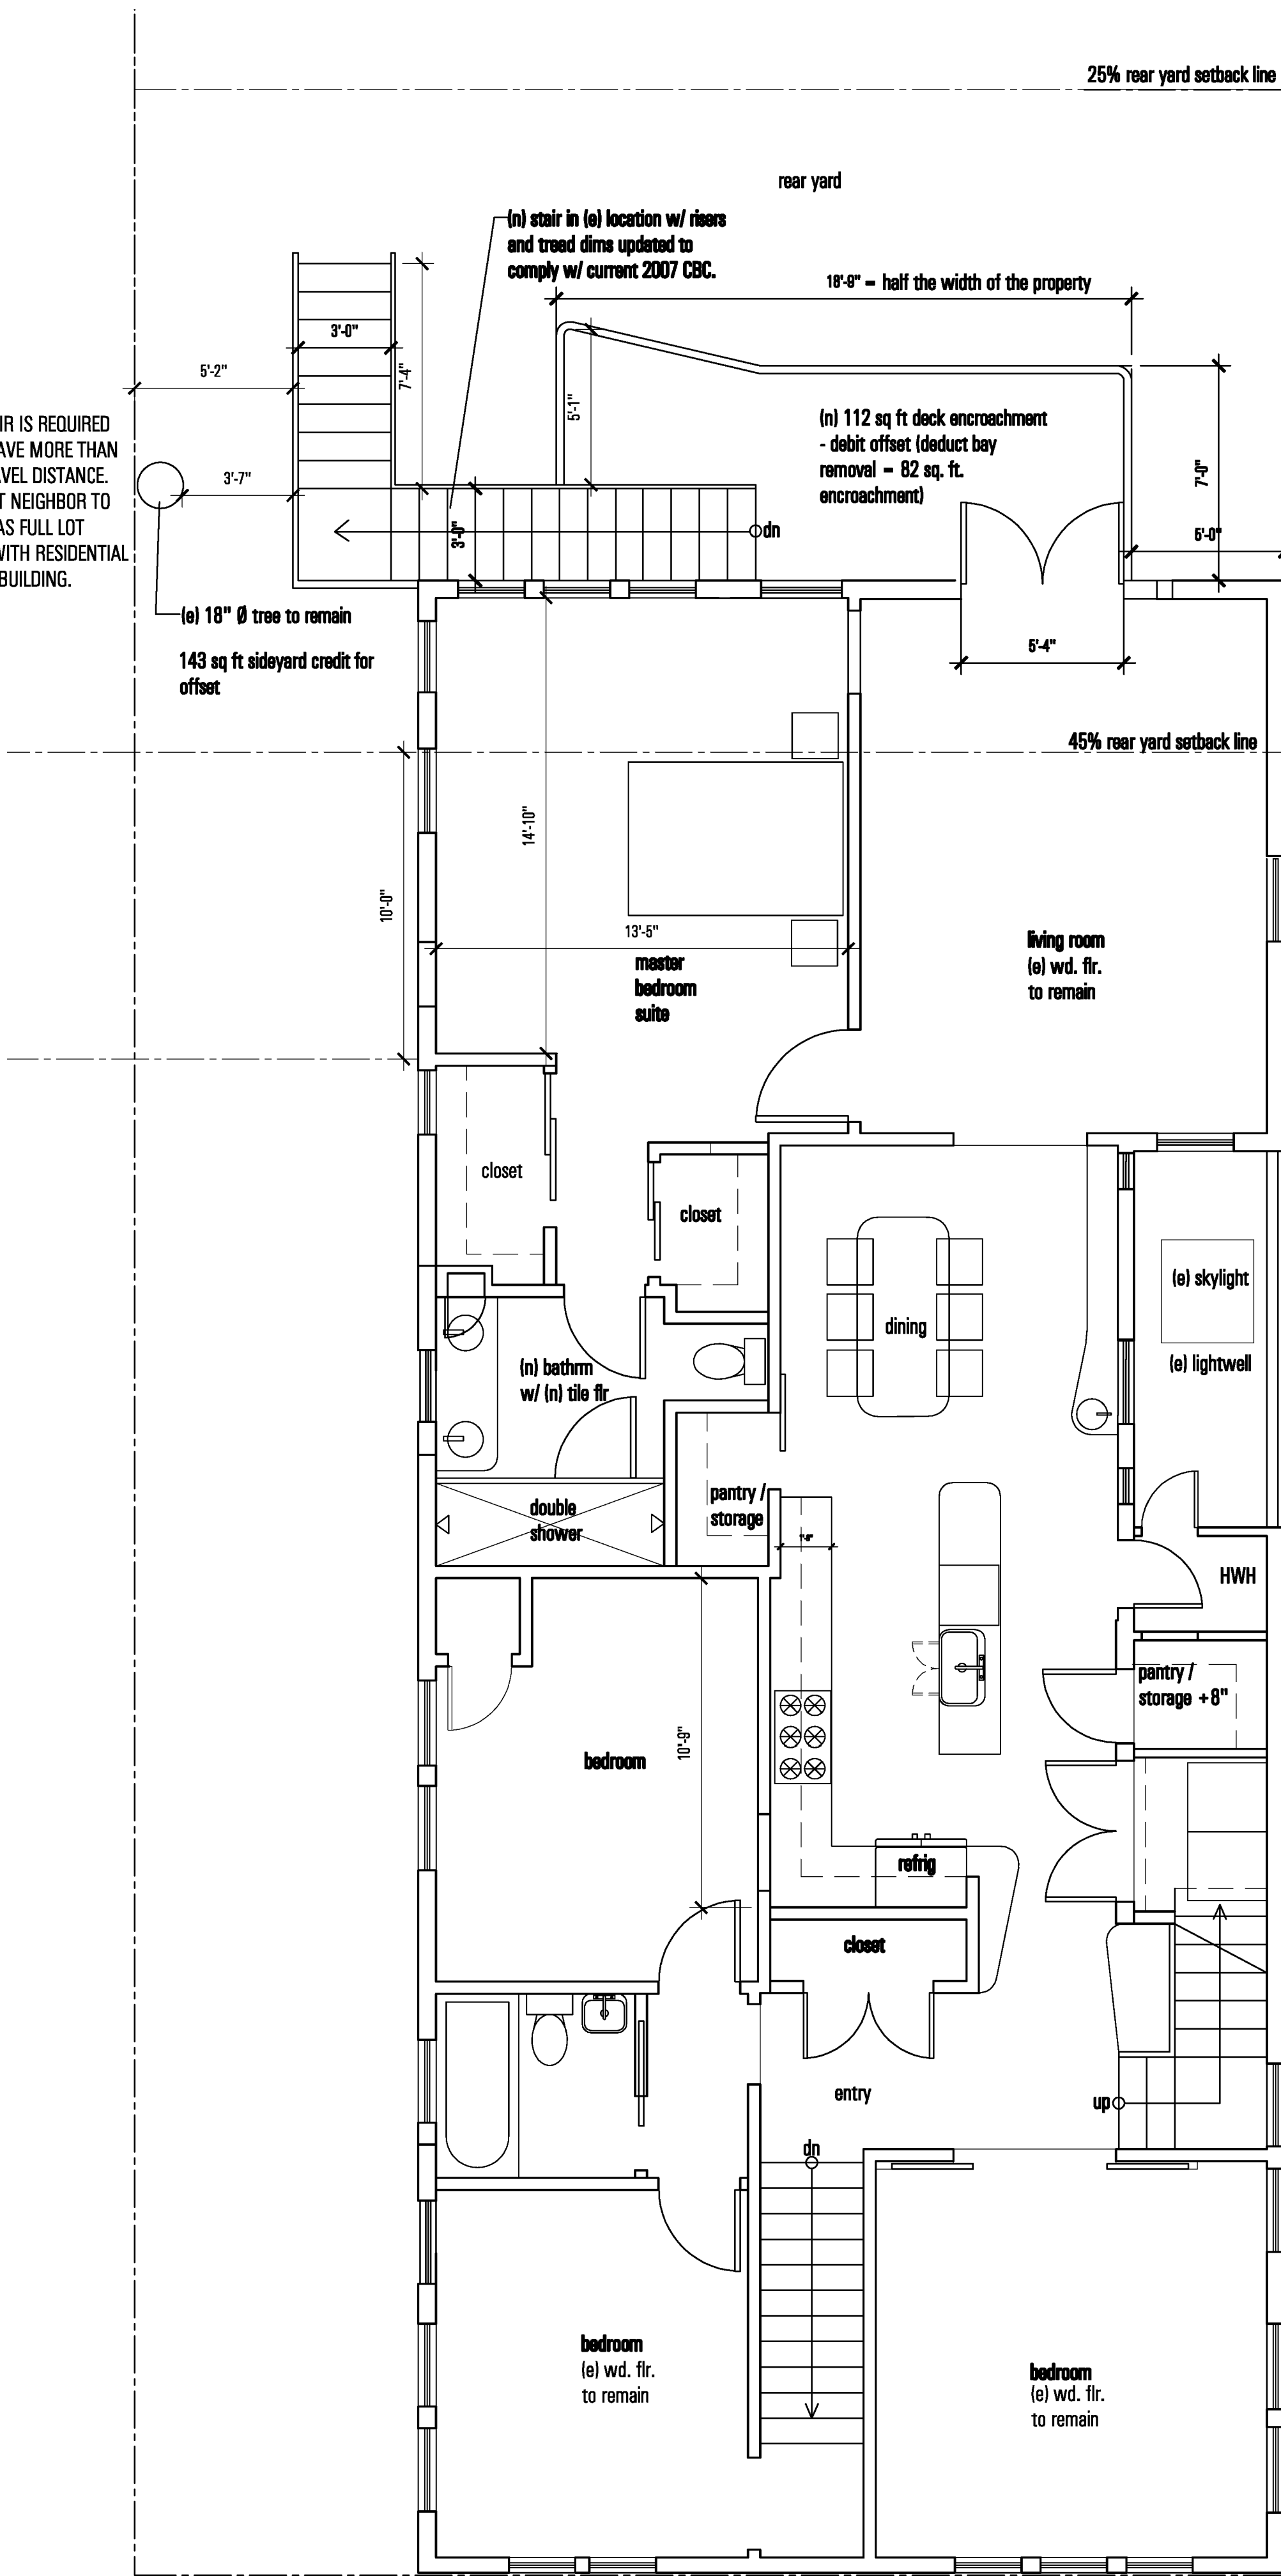 25% rear yard setback line
rear yard
(n) stair in (e) location w/ risers
and tread dims updated to
comply w/ current 2007 CBC.
18'-9" = half the width of the property
3'-0"
5'-2"
7'-4"
5'-1"
(n) 112 sq ft deck encroachment
- debit offset (deduct bay
removal = 82 sq. ft.
encroachment)
7'-0"
IR IS REQUIRED
AVE MORE THAN
VEL DISTANCE.
T NEIGHBOR TO
AS FULL LOT
WITH RESIDENTIAL
BUILDING.
3'-7"
3'-0"
dn
5'-0"
(e) 18" Ø tree to remain
143 sq ft sideyard credit for
offset
5'-4"
45% rear yard setback line
14'-10"
10'-0"
13'-5"
master
bedroom
suite
living room
(e) wd. flr.
to remain
closet
closet
(e) skylight
dining
(e) lightwell
(n) bathrm
w/ (n) tile flr
pantry /
storage
double
shower
HWH
pantry /
storage +8"
10'-9"
bedroom
refrig
closet
entry
up
dn
bedroom
(e) wd. flr.
to remain
bedroom
(e) wd. flr.
to remain